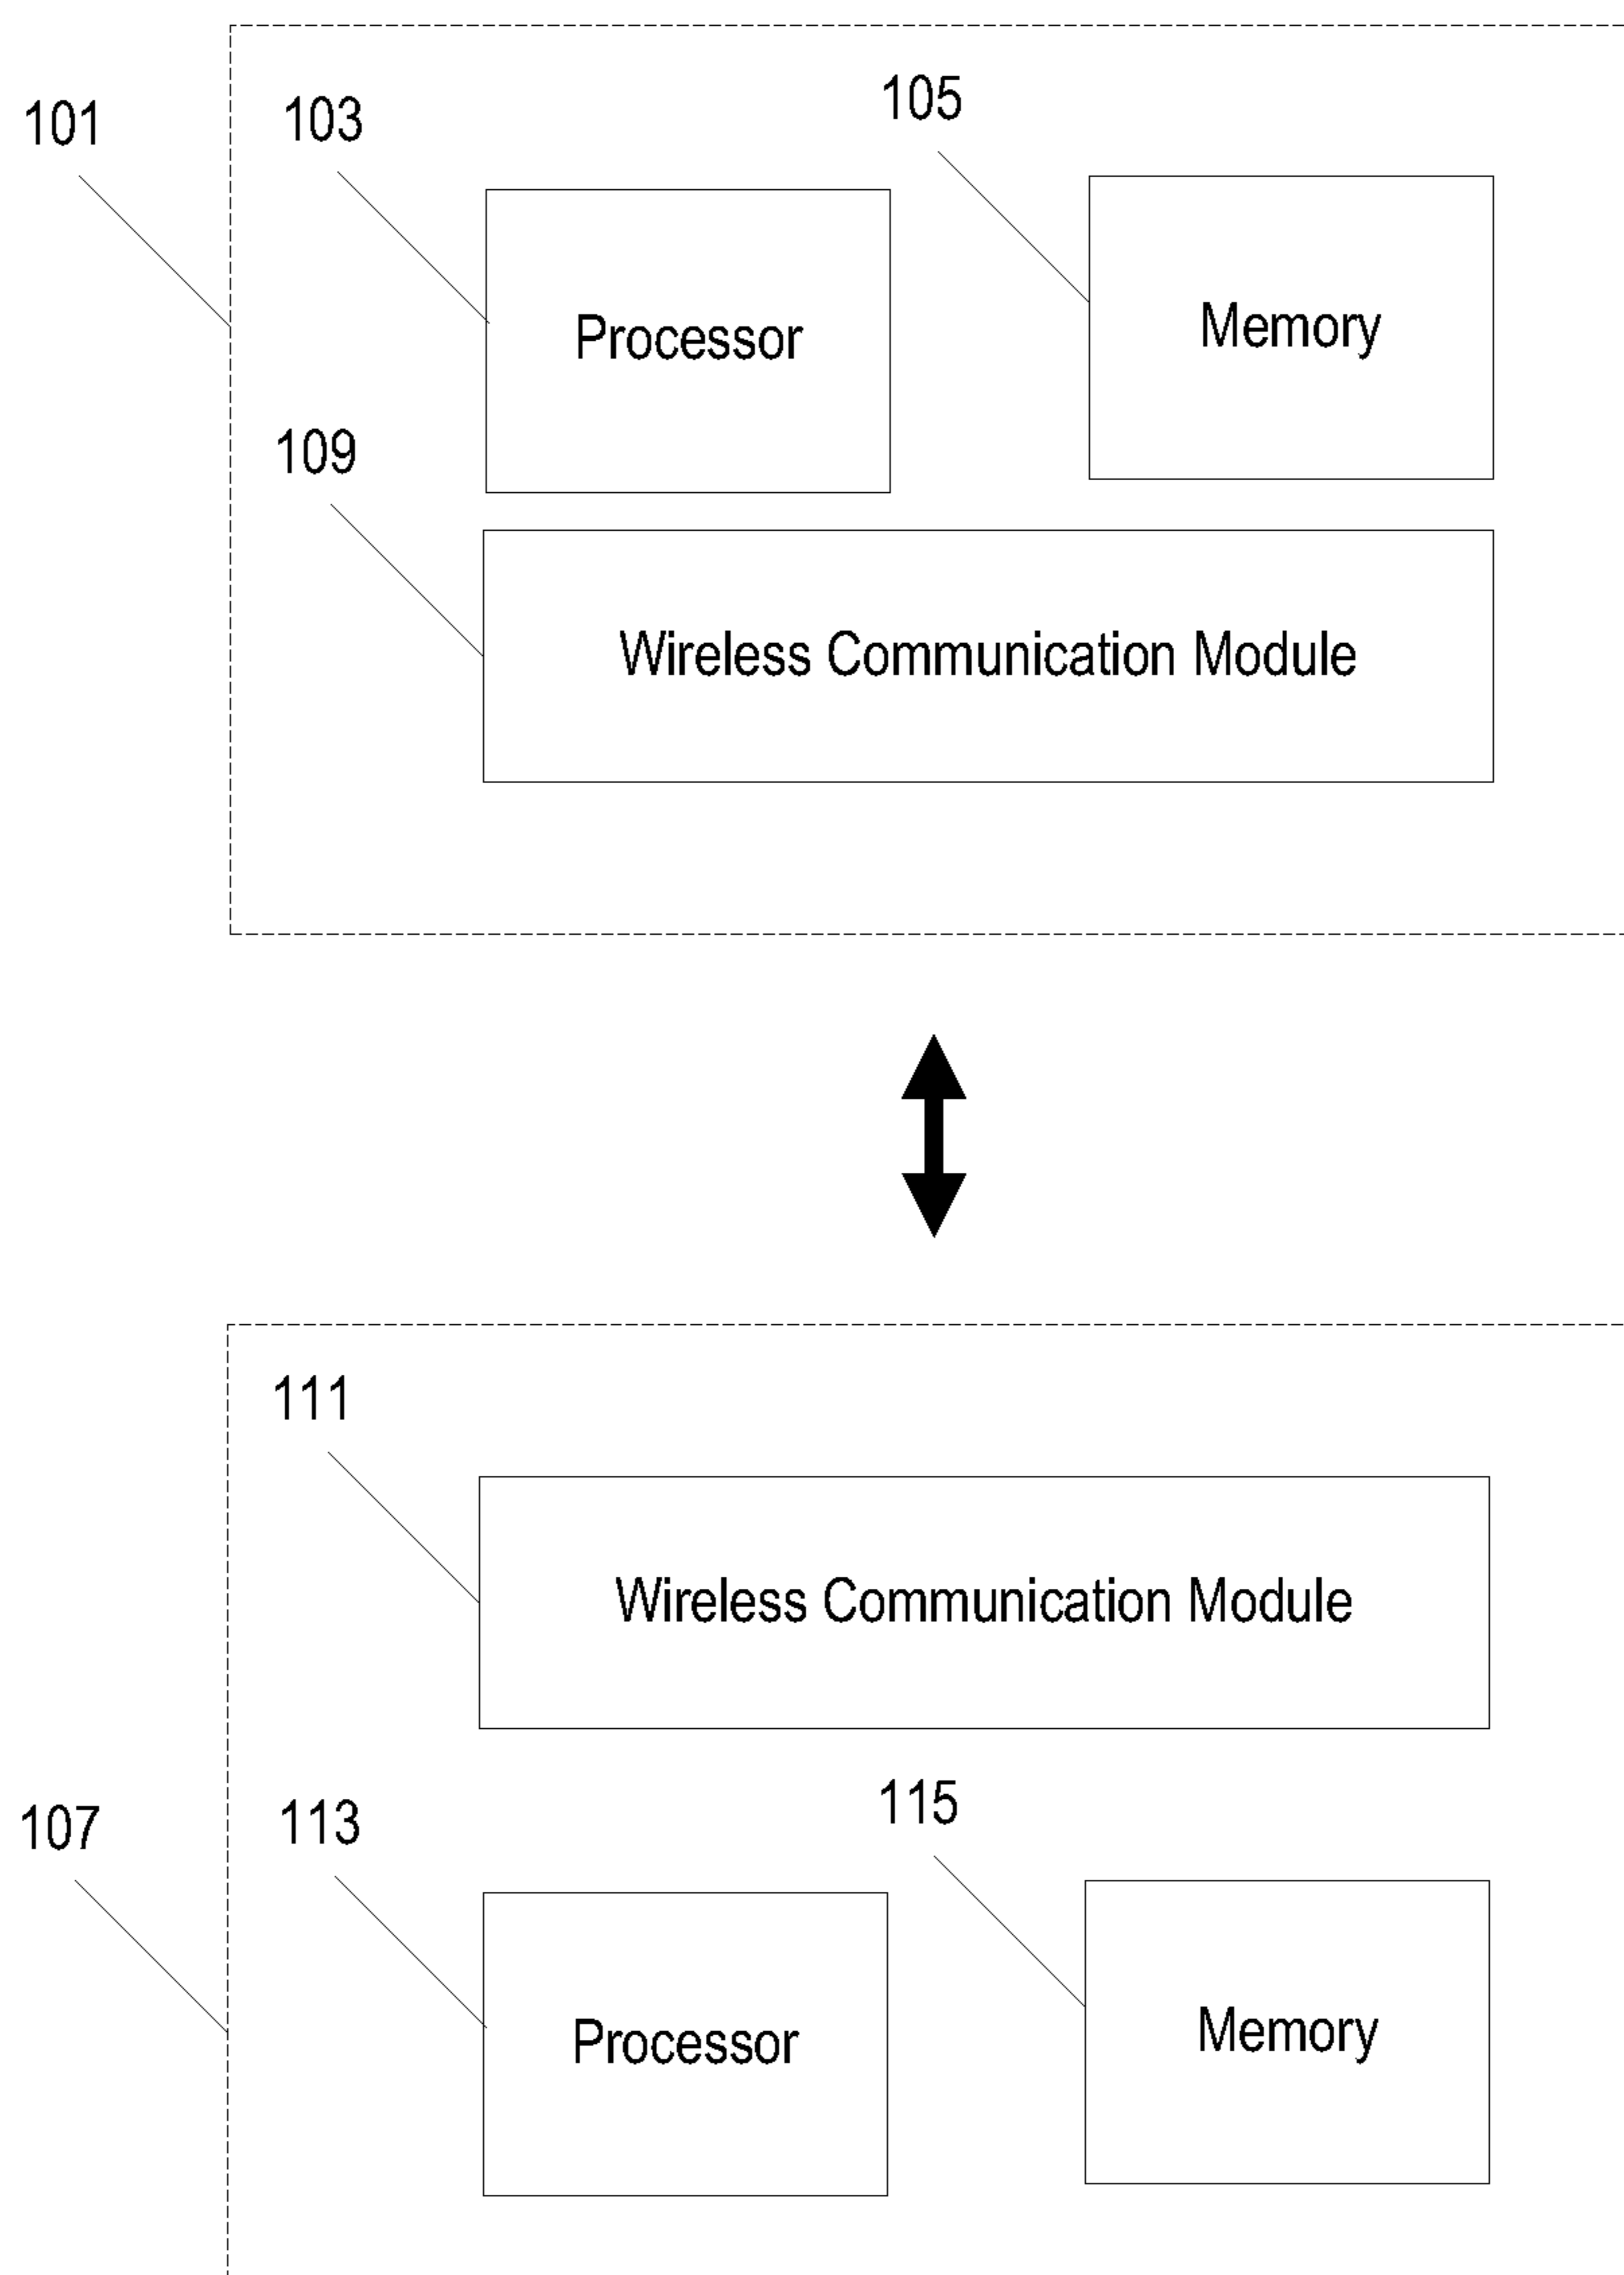 101
103
105
Processor
Memory
109
Wireless Communication Module
111
Wireless Communication Module
107
113
115
Processor
Memory